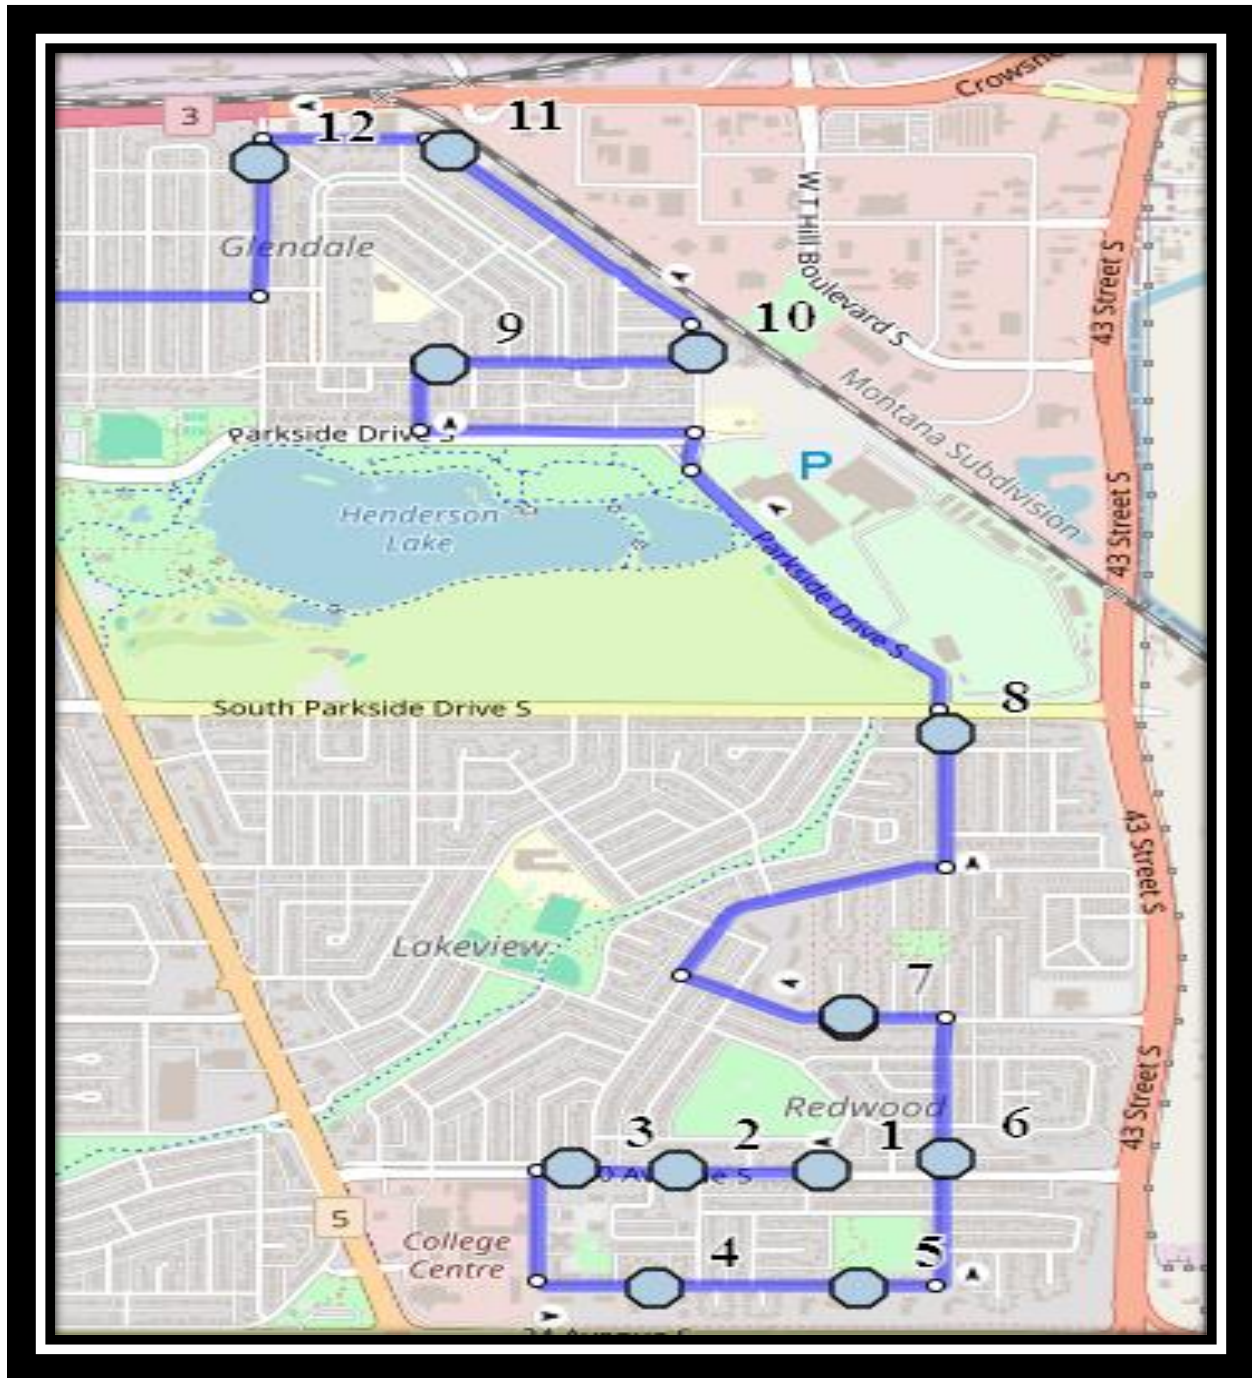 Crowsn
3
12
11
W T Hill Boulevard S
43 Street S
Glendale
9
10
Montana Subdivision
Parkside Drive S
P
43 Street S
Henderson
Lake
Parkside Drive S
8
South Parkside Drive S
43 Street S
Lakeview
7
Redwood
43 Street S
3
2
1
6
S
5
College
Centre
4
5